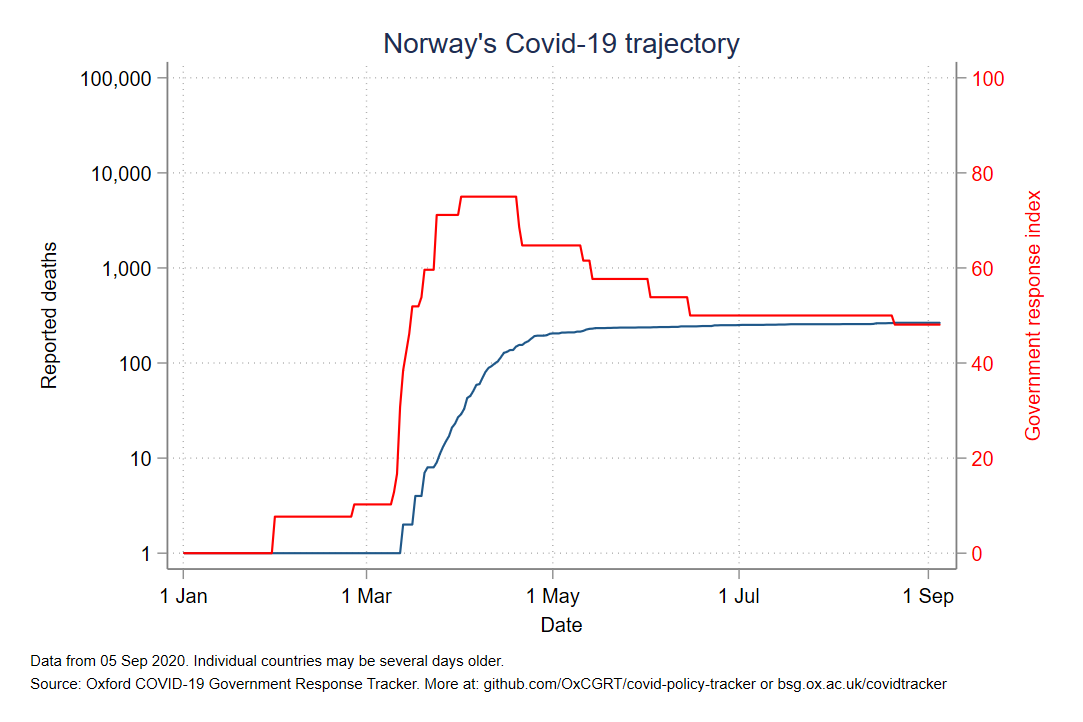 Norway's Covid-19 trajectory
100,000
10,000
1,000
100
10
1
Reported deaths
100
80
60
40
20
0
Government response index
1 Jan 1 Mar 1 May 1 Jul 1 Sep
Date
Data from 05 Sep 2020. Individual countries may be several days older.
Source: Oxford COVID-19 Government Response Tracker. More at: github.com/OxCGRT/covid-policy-tracker or bsg.ox.ac.uk/covidtracker